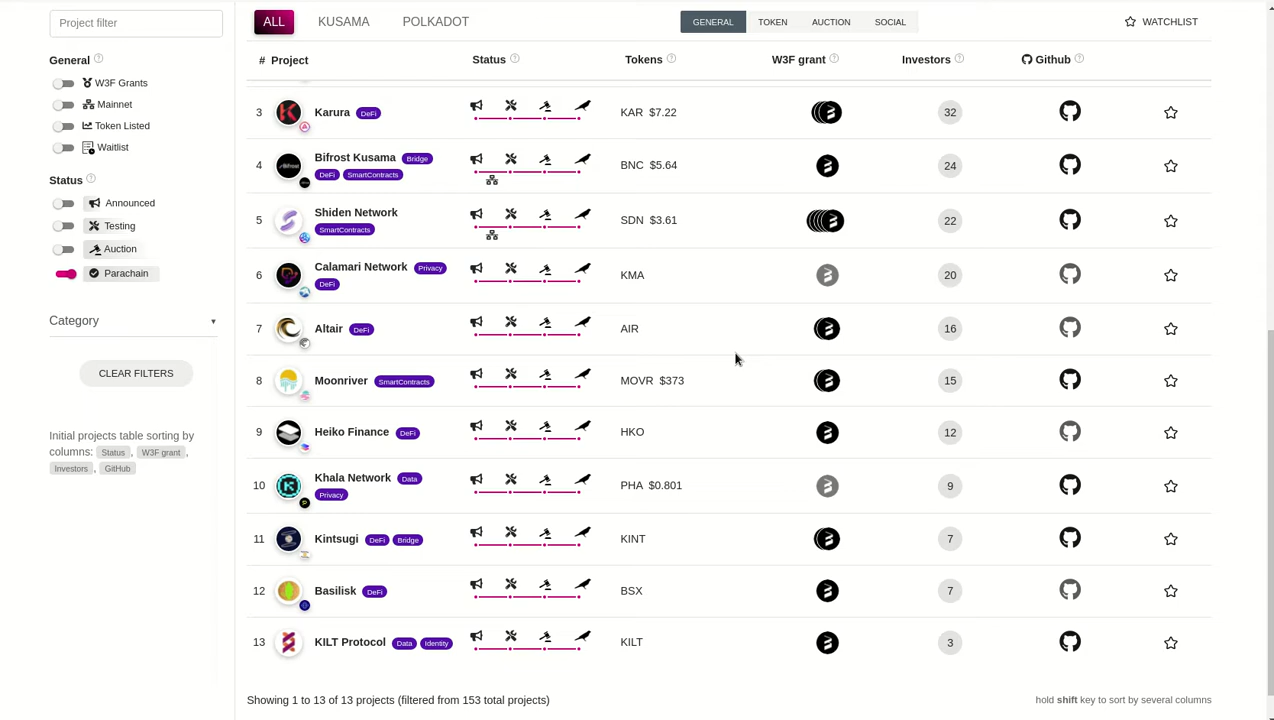 Project filter
ALL KUSAMA POLKADOT GENERAL TOKEN AUCTION SOCIAL WATCHLIST
# Project Status ? Tokens ? W3F grant ? Investors ? Github ?
General ?
W3F Grants
Mainnet
Token Listed
Waitlist
Status ?
Announced
Testing
Auction
Parachain
Category
CLEAR FILTERS
Initial projects table sorting by
columns: Status, W3F grant,
Investors, GitHub
3 Karura DeFi KAR $7.22 32
4 Bifrost Kusama Bridge BNC $5.64 24
DeFi SmartContracts
5 Shiden Network SDN $3.61 22
SmartContracts
6 Calamari Network Privacy KMA 20
DeFi
7 Altair DeFi AIR 16
8 Moonriver SmartContracts MOVR $373 15
9 Heiko Finance DeFi HKO 12
10 Khala Network Data PHA $0.801 9
Privacy
11 Kintsugi DeFi Bridge KINT 7
12 Basilisk DeFi BSX 7
13 KILT Protocol Data Identity KILT 3
Showing 1 to 13 of 13 projects (filtered from 153 total projects) hold shift key to sort by several columns